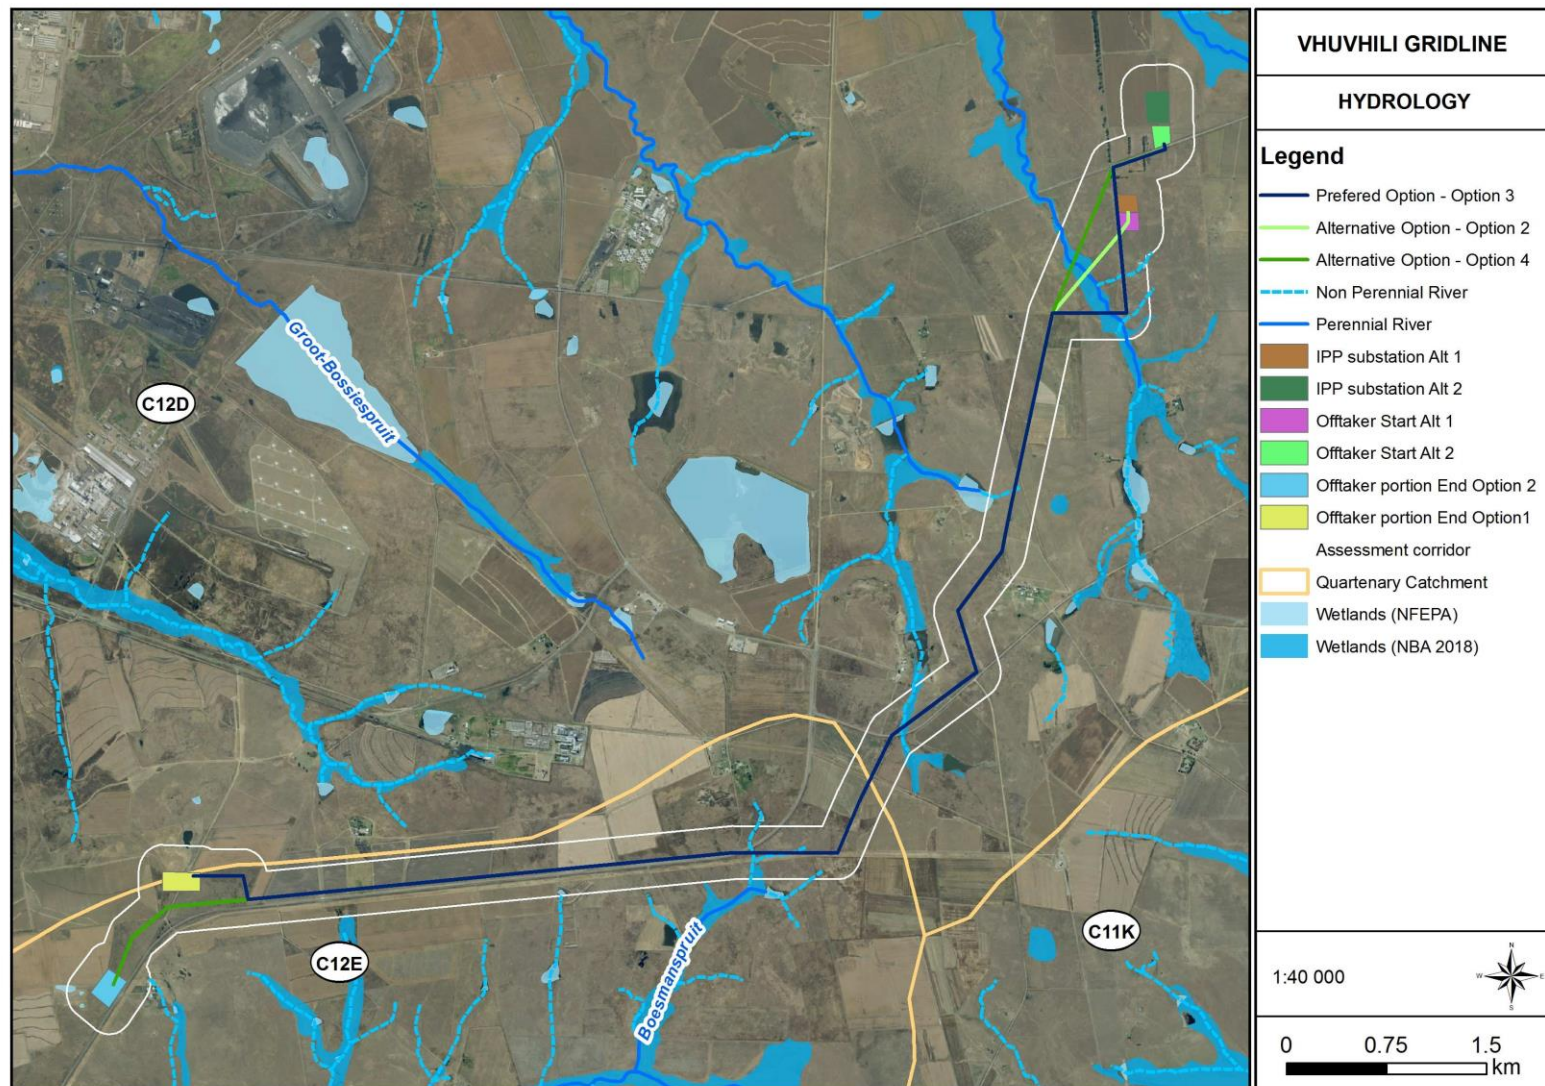 VHUVHILI GRIDLINE
HYDROLOGY
Legend
Prefered Option - Option 3
Alternative Option - Option 2
Alternative Option - Option 4
Non Perennial River
Perennial River
IPP substation Alt 1
IPP substation Alt 2
Offtaker Start Alt 1
Offtaker Start Alt 2
Offtaker portion End Option 2
Offtaker portion End Option1
Assessment corridor
Quartenary Catchment
Wetlands (NFEPA)
Wetlands (NBA 2018)
1:40 000
N
W
E
S
0 0.75 1.5
km
Groot-Bossiespruit
C12D
C12E
C11K
Boesmanspruit